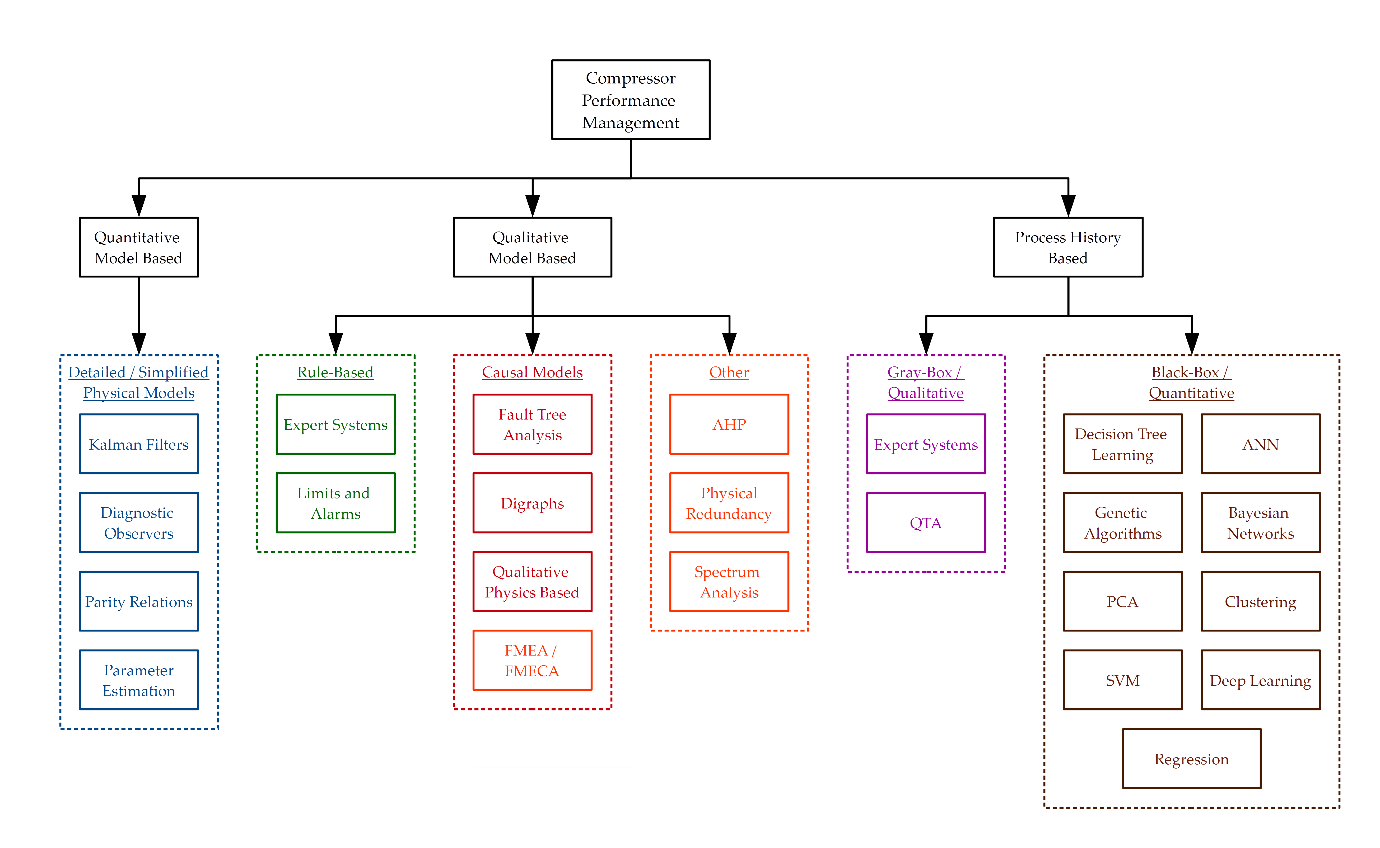 Compressor
Performance
Management
Quantitative
Model Based
Qualitative
Model Based
Process History
Based
Detailed / Simplified
Physical Models
Kalman Filters
Diagnostic
Observers
Parity Relations
Parameter
Estimation
Rule-Based
Expert Systems
Limits and
Alarms
Causal Models
Fault Tree
Analysis
Digraphs
Qualitative
Physics Based
FMEA /
FMECA
Other
AHP
Physical
Redundancy
Spectrum
Analysis
Gray-Box /
Qualitative
Expert Systems
QTA
Black-Box /
Quantitative
Decision Tree
Learning
ANN
Genetic
Algorithms
Bayesian
Networks
PCA
Clustering
SVM
Deep Learning
Regression